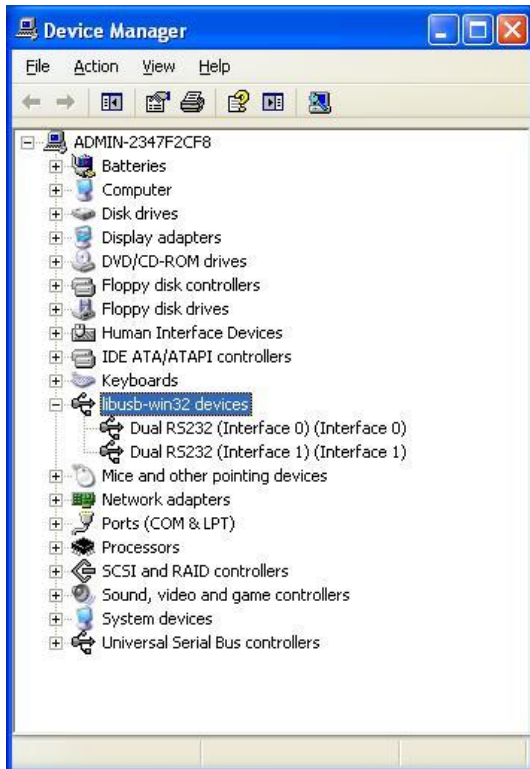 Device Manager
File Action View Help
ADMIN-2347F2CF8
Batteries
Computer
Disk drives
Display adapters
DVD/CD-ROM drives
Floppy disk controllers
Floppy disk drives
Human Interface Devices
IDE ATA/ATAPI controllers
Keyboards
libusb-win32 devices
Dual RS232 (Interface 0) (Interface 0)
Dual RS232 (Interface 1) (Interface 1)
Mice and other pointing devices
Network adapters
Ports (COM & LPT)
Processors
SCSI and RAID controllers
Sound, video and game controllers
System devices
Universal Serial Bus controllers